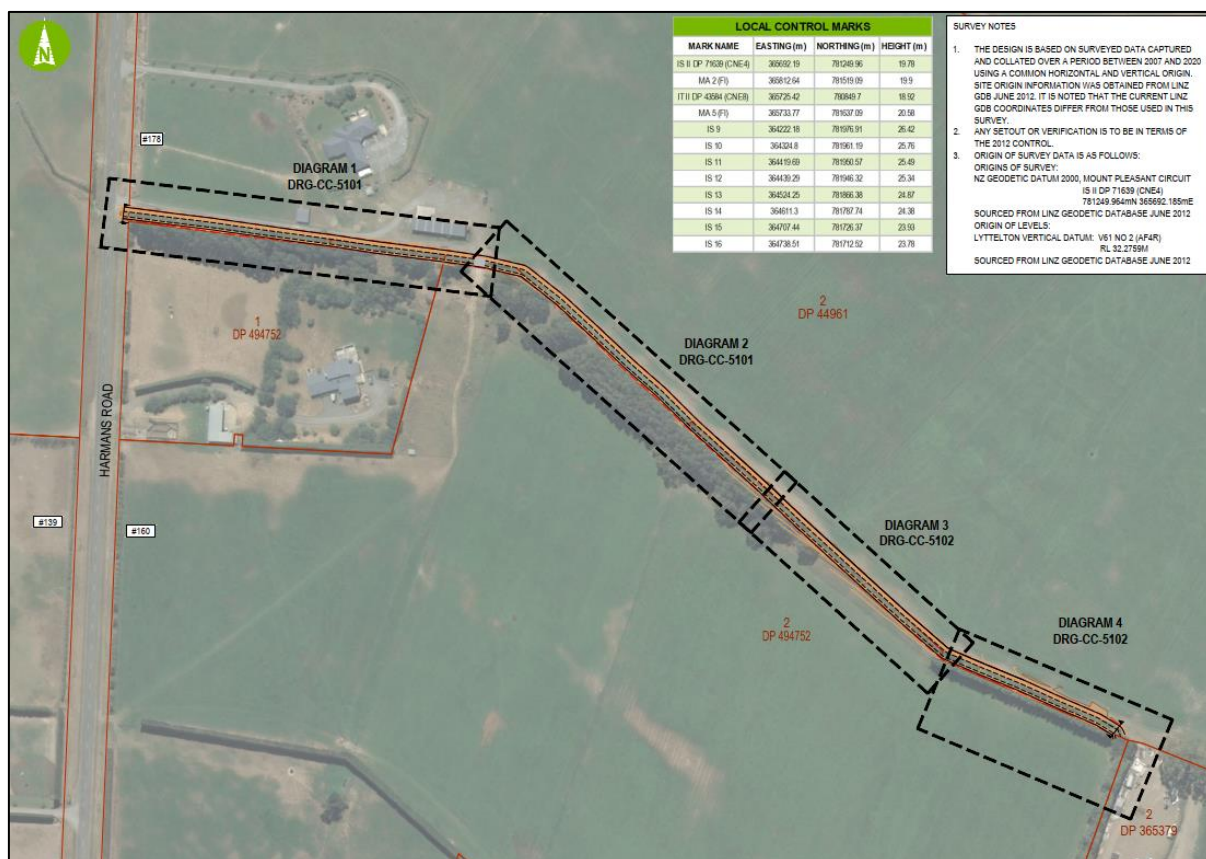 N
LOCAL CONTROL MARKS
MARK NAME EASTING (m) NORTHING (m) HEIGHT (m)
IS II DP 71639 (CNE4) 365692.19 781249.96 19.78
MA 2 (FI) 365812.64 781519.09 19.9
IT II DP 43584 (CNE8) 365725.42 780849.7 18.92
MA 5 (FI) 365733.77 781637.09 20.58
IS 9 364222.18 781976.91 26.42
IS 10 364324.8 781961.19 25.76
IS 11 364419.69 781950.57 25.49
IS 12 364439.29 781946.32 25.34
IS 13 364524.25 781866.38 24.87
IS 14 364611.3 781787.74 24.38
IS 15 364707.44 781726.37 23.93
IS 16 364738.51 781712.52 23.78
SURVEY NOTES
1. THE DESIGN IS BASED ON SURVEYED DATA CAPTURED
AND COLLATED OVER A PERIOD BETWEEN 2007 AND 2020
USING A COMMON HORIZONTAL AND VERTICAL ORIGIN.
SITE ORIGIN INFORMATION WAS OBTAINED FROM LINZ
GDB JUNE 2012. IT IS NOTED THAT THE CURRENT LINZ
GDB COORDINATES DIFFER FROM THOSE USED IN THIS
SURVEY.
2. ANY SETOUT OR VERIFICATION IS TO BE IN TERMS OF
THE 2012 CONTROL.
3. ORIGIN OF SURVEY DATA IS AS FOLLOWS:
ORIGINS OF SURVEY:
NZ GEODETIC DATUM 2000, MOUNT PLEASANT CIRCUIT
IS II DP 71639 (CNE4)
781249.964mN 365692.185mE
SOURCED FROM LINZ GEODETIC DATABASE JUNE 2012
ORIGIN OF LEVELS:
LYTTELTON VERTICAL DATUM: V61 NO 2 (AF4R)
RL 32.2759M
SOURCED FROM LINZ GEODETIC DATABASE JUNE 2012
#178
DIAGRAM 1
DRG-CC-5101
2
DP 44961
1
DP 494752
DIAGRAM 2
DRG-CC-5101
HARMANS ROAD
#139
#160
DIAGRAM 3
DRG-CC-5102
2
DP 494752
DIAGRAM 4
DRG-CC-5102
2
DP 365379